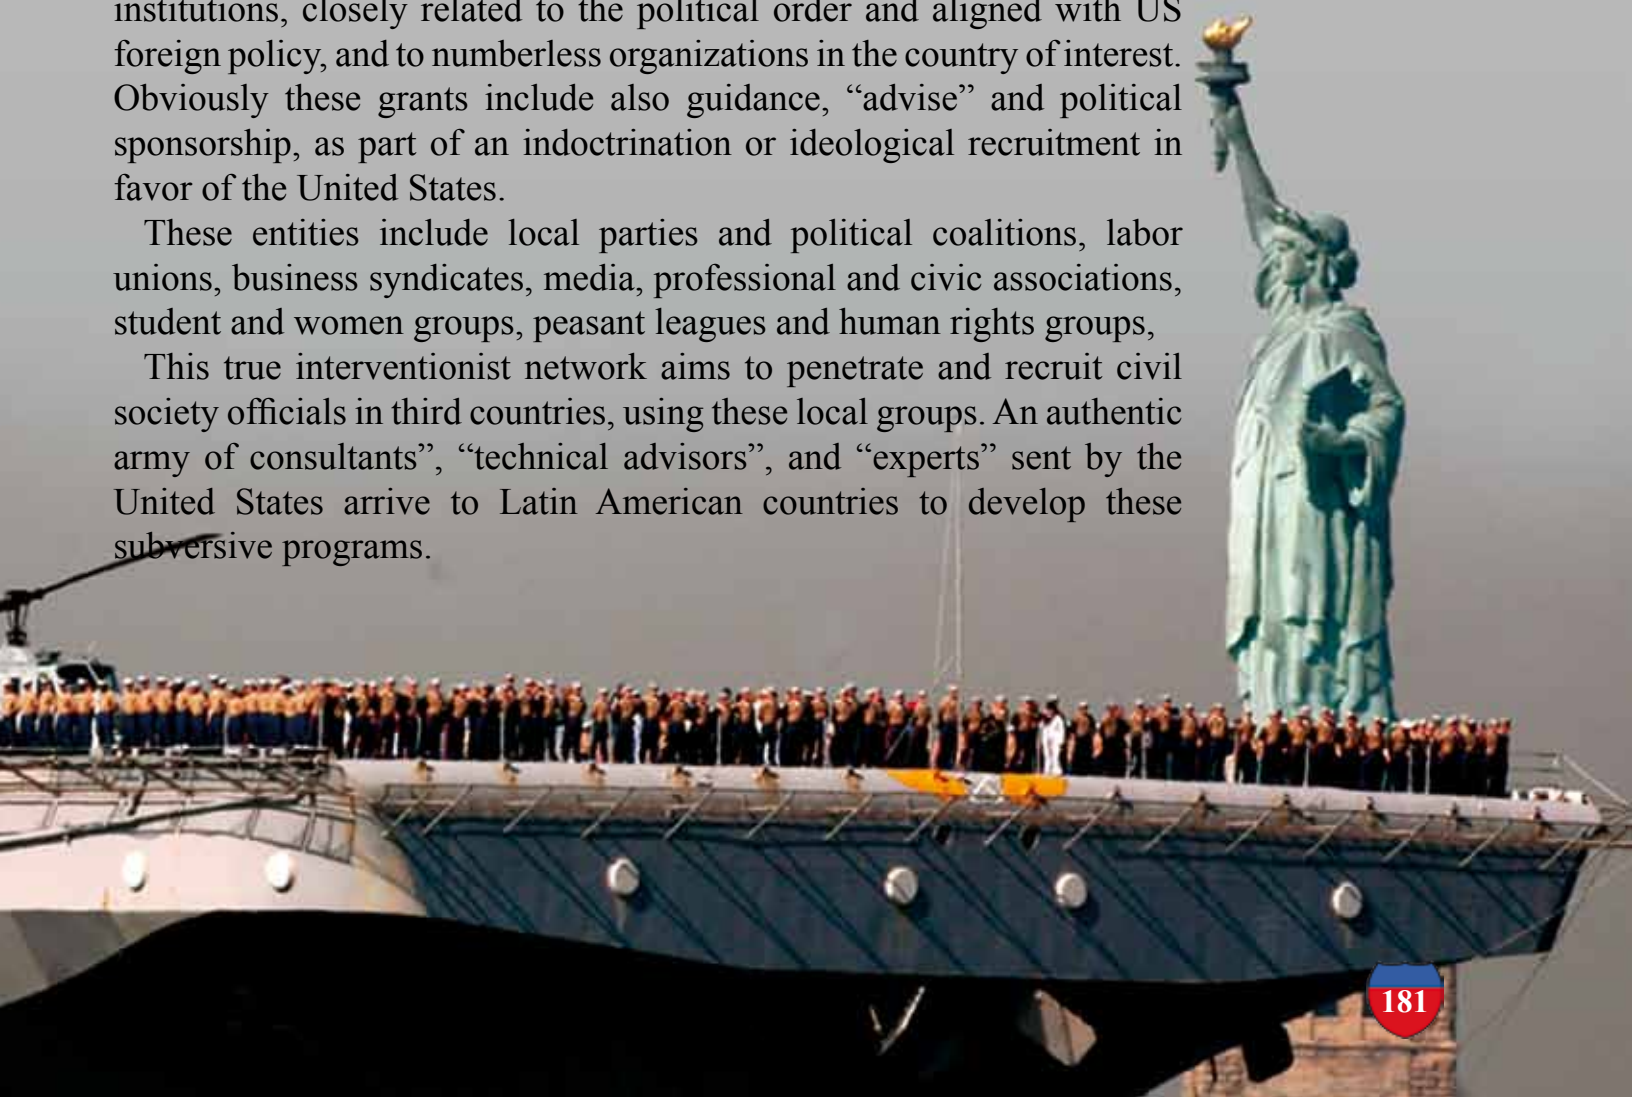 institutions, closely related to the political order and aligned with US
foreign policy, and to numberless organizations in the country of interest.
Obviously these grants include also guidance, “advise” and political
sponsorship, as part of an indoctrination or ideological recruitment in
favor of the United States.
These entities include local parties and political coalitions, labor
unions, business syndicates, media, professional and civic associations,
student and women groups, peasant leagues and human rights groups,
This true interventionist network aims to penetrate and recruit civil
society officials in third countries, using these local groups. An authentic
army of consultants”, “technical advisors”, and “experts” sent by the
United States arrive to Latin American countries to develop these
subversive programs.
181